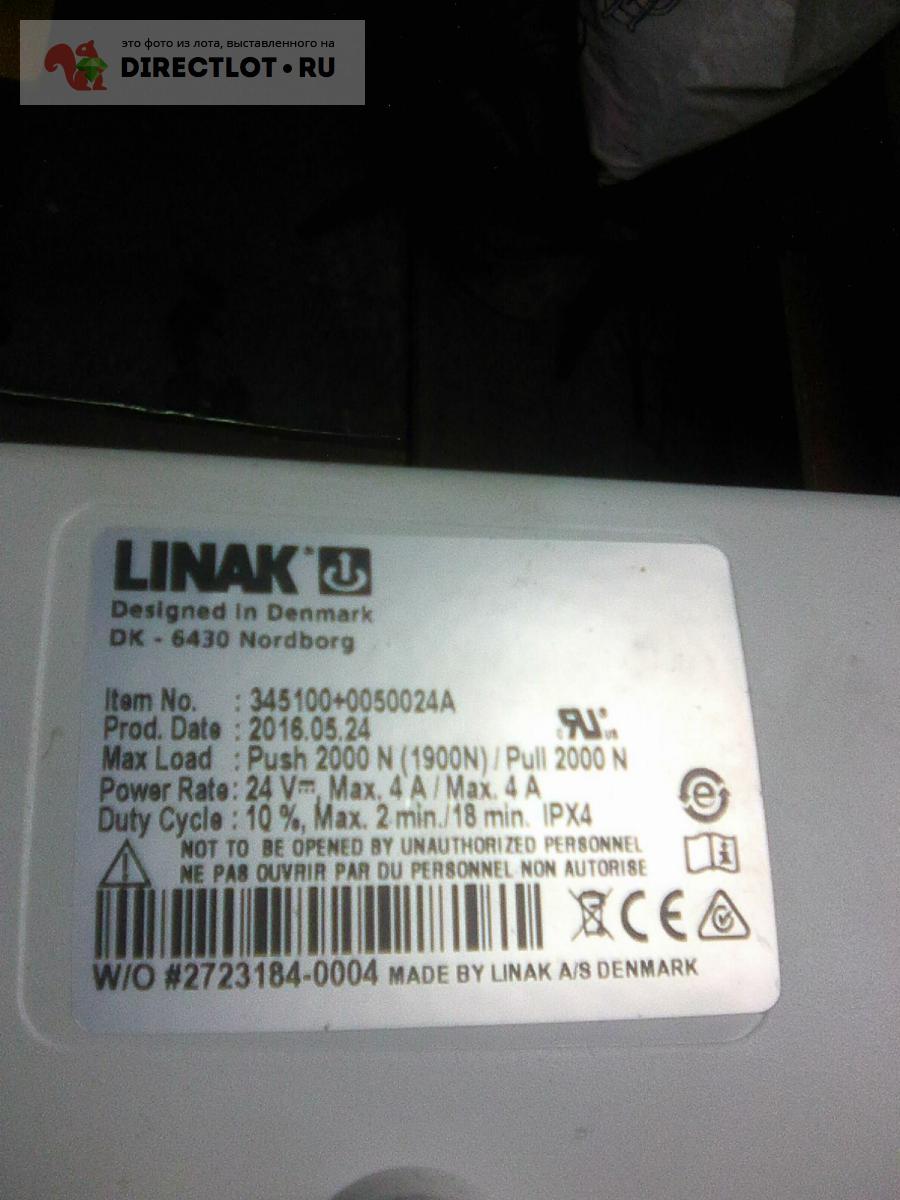 это фото из лота, выставленного на
DIRECTLOT•RU
LINAK®
Designed in Denmark
DK - 6430 Nordborg
Item No. : 345100+0050024A
Prod. Date : 2016.05.24
Max Load : Push 2000 N (1900N) / Pull 2000 N
Power Rate : 24 V⎓, Max. 4 A / Max. 4 A
Duty Cycle : 10 %, Max. 2 min./18 min. IPX4
NOT TO BE OPENED BY UNAUTHORIZED PERSONNEL
NE PAS OUVRIR PAR DU PERSONNEL NON AUTORISE
W/O #2723184-0004 MADE BY LINAK A/S DENMARK